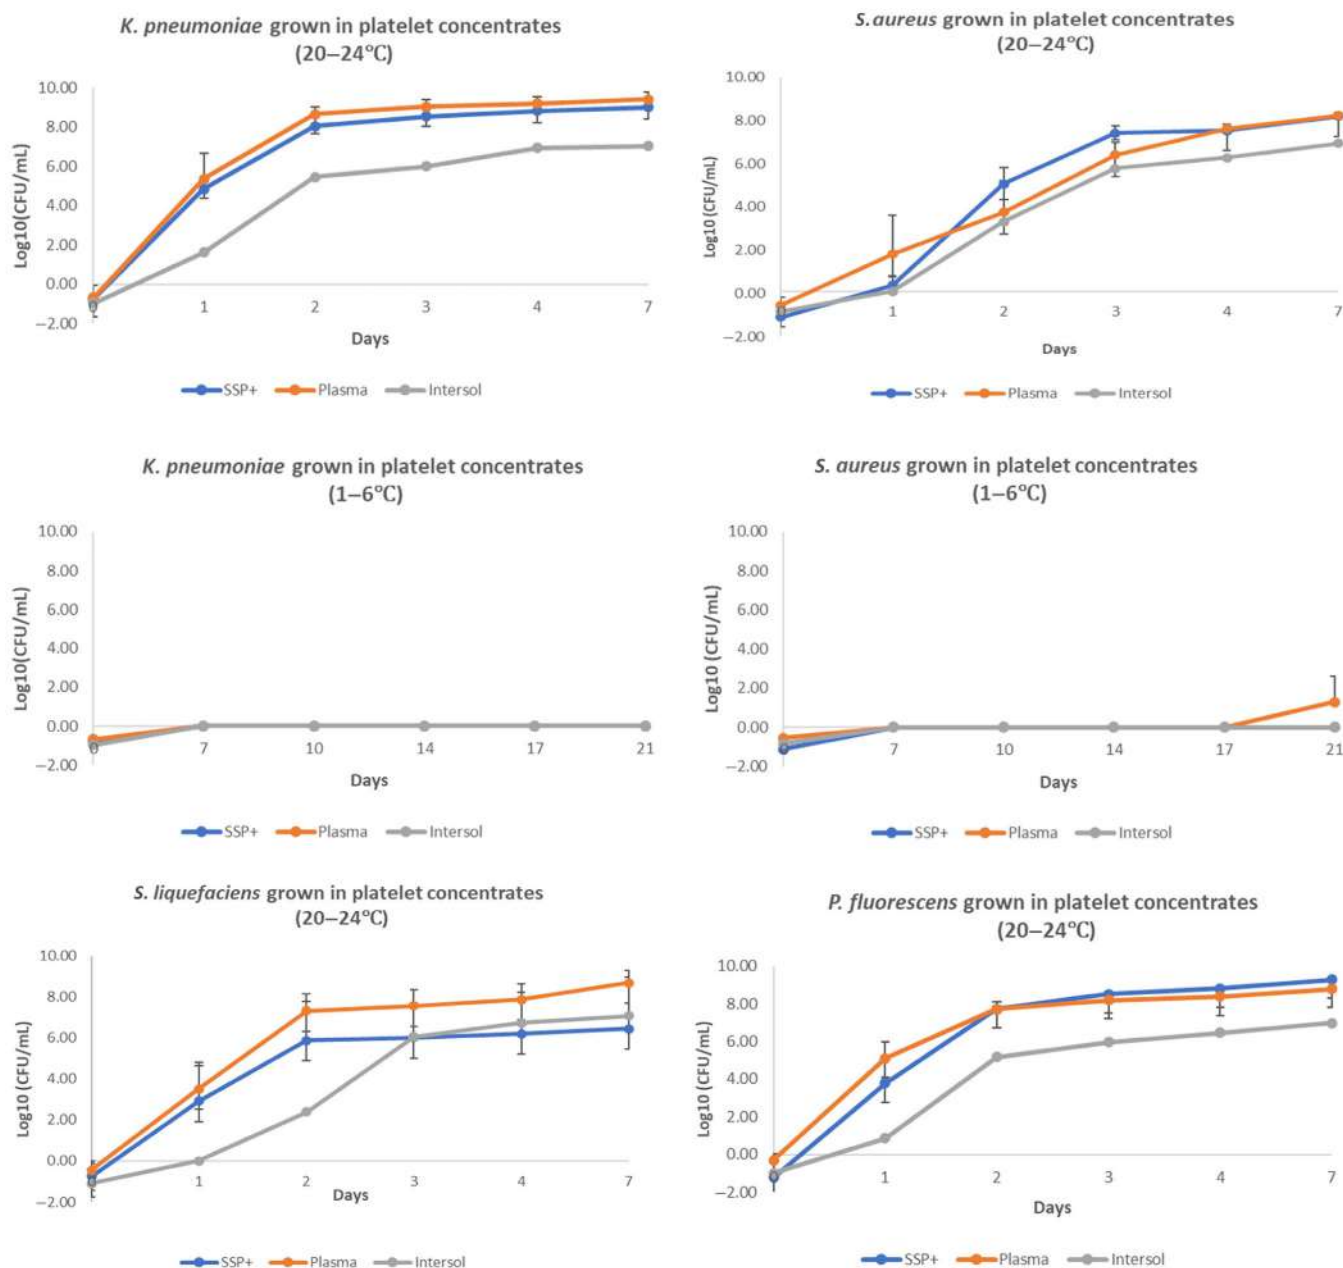 K. pneumoniae grown in platelet concentrates
(20–24℃)
10.00
8.00
6.00
4.00
2.00
0.00
−2.00
Log10(CFU/mL)
0 1 2 3 4 7
Days
SSP+ Plasma Intersol
S. aureus grown in platelet concentrates
(20–24℃)
10.00
8.00
6.00
4.00
2.00
0.00
−2.00
Log10 (CFU/mL)
0 1 2 3 4 7
Days
SSP+ Plasma Intersol
K. pneumoniae grown in platelet concentrates
(1–6℃)
10.00
8.00
6.00
4.00
2.00
0.00
−2.00
Log10(CFU/mL)
0 7 10 14 17 21
Days
SSP+ Plasma Intersol
S. aureus grown in platelet concentrates
(1–6℃)
10.00
8.00
6.00
4.00
2.00
0.00
−2.00
Log10 (CFU/mL)
0 7 10 14 17 21
Days
SSP+ Plasma Intersol
S. liquefaciens grown in platelet concentrates
(20–24℃)
10.00
8.00
6.00
4.00
2.00
0.00
−2.00
Log10 (CFU/mL)
0 1 2 3 4 7
Days
SSP+ Plasma Intersol
P. fluorescens grown in platelet concentrates
(20–24℃)
10.00
8.00
6.00
4.00
2.00
0.00
−2.00
Log10 (CFU/mL)
0 1 2 3 4 7
Days
SSP+ Plasma Intersol